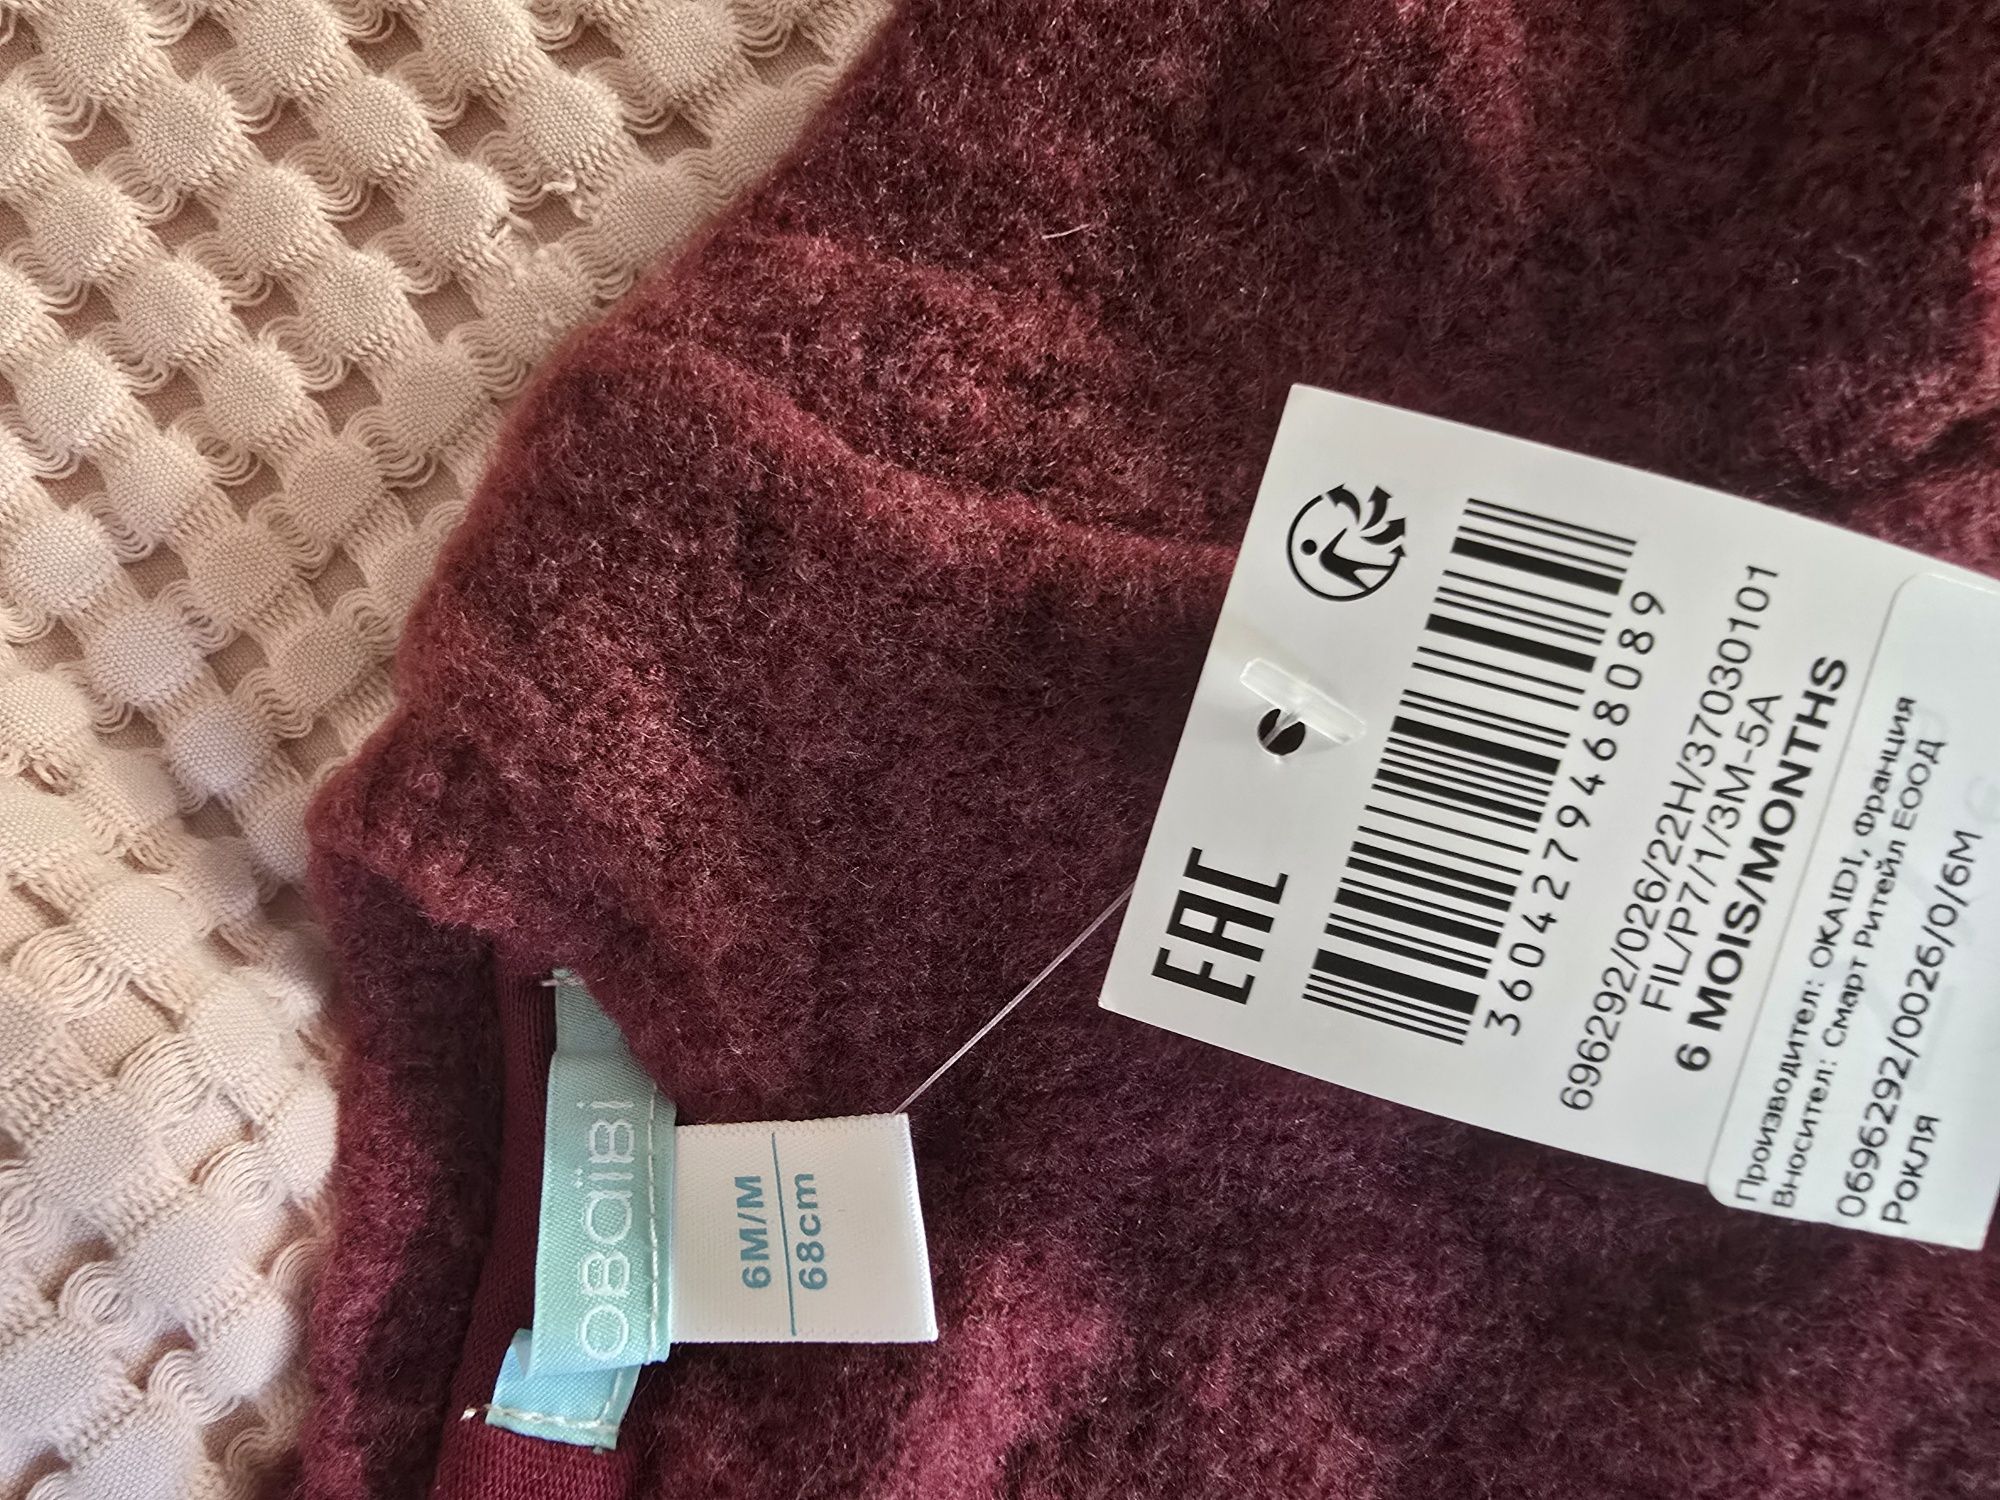 EAC
3604279468089
696292/026/22H/37030101
FIL/P7/1/3M-5A
6 MOIS/MONTHS
Производител: OKAIDI, Франция
Вносител: Смарт Ритейл ЕООД
0696292/0026/0/6M
Рокля
OBaïBi
6M/M
68cm